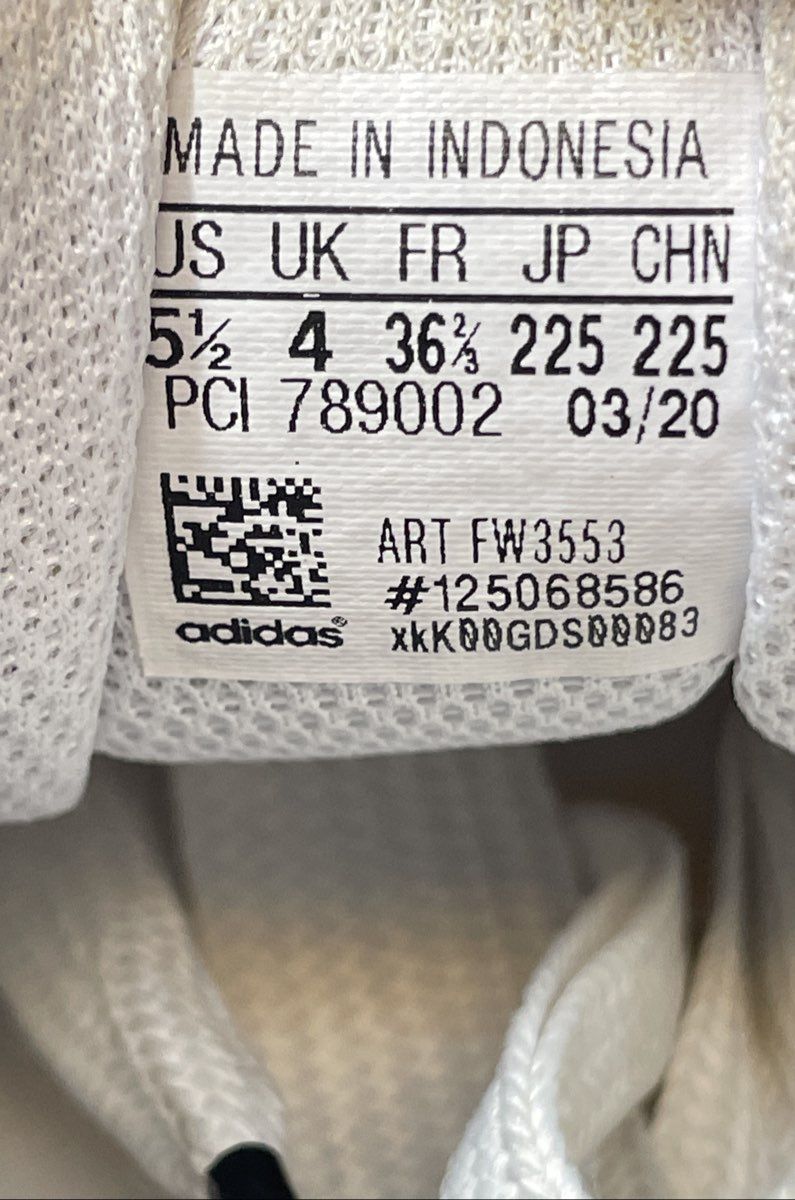 MADE IN INDONESIA
US UK FR JP CHN
5½ 4 36⅔ 225 225
PCI 789002 03/20
ART FW3553
#125068586
adidas® xkK00GDS00083